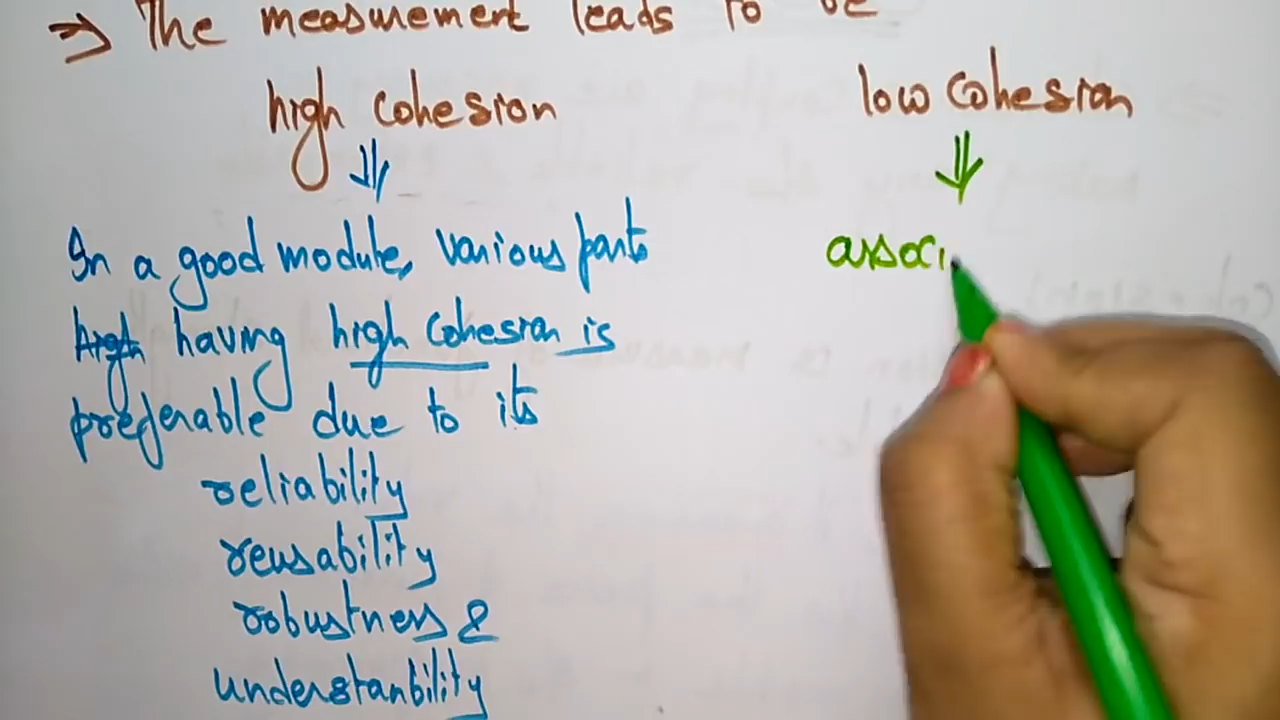 ⇒ The measurement leads to be
high cohesion
low cohesion
In a good module, various parts
having high cohesion is
preferable due to its
reliability
reusability
robustness &
understanbility
associ